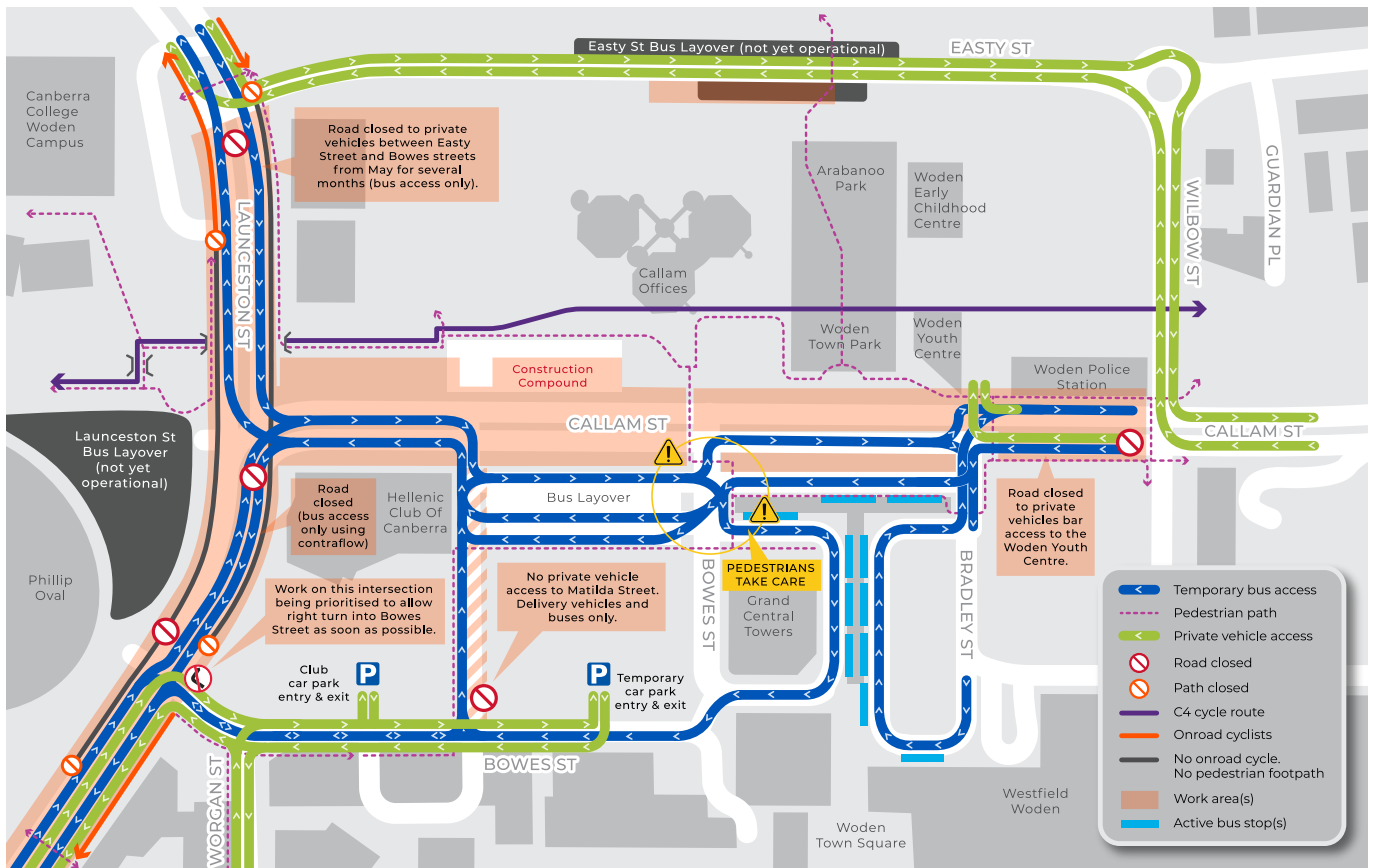 Easty St Bus Layover (not yet operational)
EASTY ST
Canberra
College
Woden
Campus
Road closed to private
vehicles between Easty
Street and Bowes streets
from May for several
months (bus access only).
LAUNCESTON ST
Arabanoo
Park
Woden
Early
Childhood
Centre
GUARDIAN PL
WILBOW ST
Callam
Offices
Woden
Town Park
Woden
Youth
Centre
Woden Police
Station
Construction
Compound
CALLAM ST
CALLAM ST
Launceston St
Bus Layover
(not yet
operational)
Road
closed
(bus access
only using
contraflow)
Hellenic
Club Of
Canberra
Bus Layover
Road closed
to private
vehicles bar
access to the
Woden Youth
Centre.
PEDESTRIANS
TAKE CARE
BOWES ST
BRADLEY ST
Grand
Central
Towers
Phillip
Oval
Work on this intersection
being prioritised to allow
right turn into Bowes
Street as soon as possible.
No private vehicle
access to Matilda Street.
Delivery vehicles and
buses only.
Club
car park
entry & exit
P
P
Temporary
car park
entry & exit
BOWES ST
WORGAN ST
Westfield
Woden
Woden
Town Square
Temporary bus access
Pedestrian path
Private vehicle access
Road closed
Path closed
C4 cycle route
Onroad cyclists
No onroad cycle.
No pedestrian footpath
Work area(s)
Active bus stop(s)